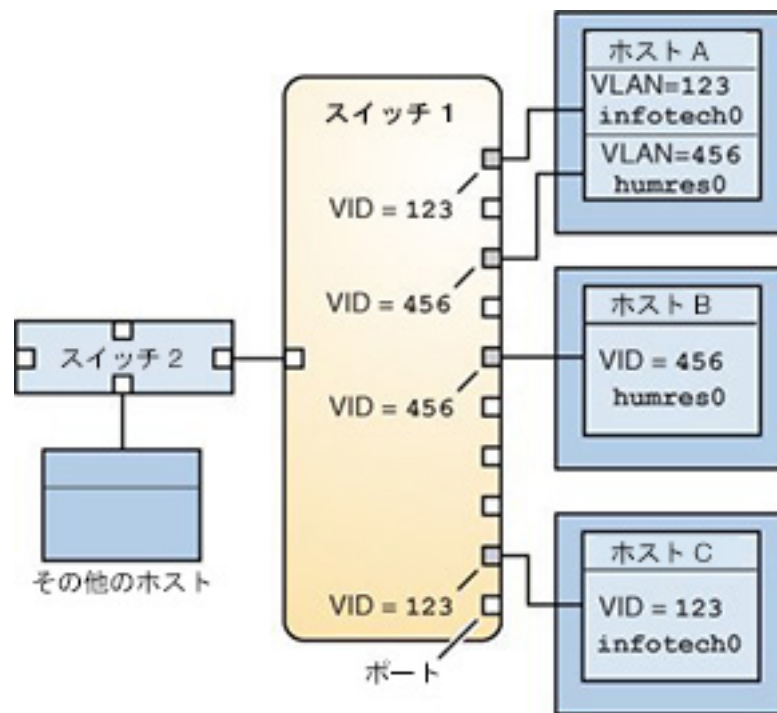 スイッチ 1
VID = 123
VID = 456
VID = 456
VID = 123
ポート
スイッチ 2
その他のホスト
ホスト A
VLAN=123
infotech0
VLAN=456
humres0
ホスト B
VID = 456
humres0
ホスト C
VID = 123
infotech0